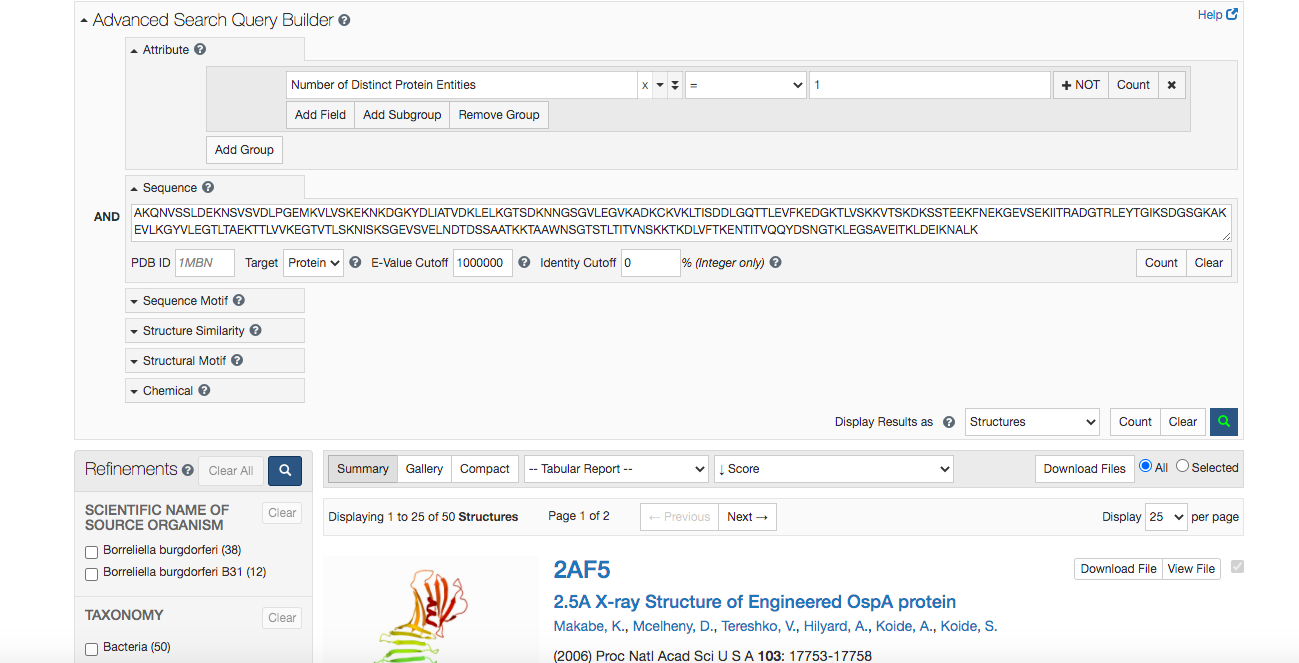 Advanced Search Query Builder
Help
Attribute
Number of Distinct Protein Entities x = 1 NOT Count
Add Field Add Subgroup Remove Group
Add Group
Sequence
AND
AKQNVSSLDEKNSVSVDLPGEMKVLVSKEKNKDGKYDLIATVDKLELKGTSDKNNGSGVLEGVKADKCKVKLTISDDLGQTTLEVFKEDGKTLVSKKVTSKDKSSTEEKFNEKGEVSEKIITRADGTRLEYTGIKSDGSGKAK
EVLKGYVLEGTLTAEKTTLVVKEGTVTLSKNISKSGEVSVELNDTDSSAATKKTAAWNSGTSTLTITVNSKKTKDLVFTKENTITVQQYDSNGTKLEGSAVEITKLDEIKNALK
PDB ID 1MBN Target Protein E-Value Cutoff 1000000 Identity Cutoff 0 % (Integer only) Count Clear
Sequence Motif
Structure Similarity
Structural Motif
Chemical
Display Results as Structures Count Clear
Refinements Clear All
Summary Gallery Compact -- Tabular Report -- ↓ Score Download Files All Selected
SCIENTIFIC NAME OF
SOURCE ORGANISM
Clear
Borreliella burgdorferi (38)
Borreliella burgdorferi B31 (12)
TAXONOMY Clear
Bacteria (50)
Displaying 1 to 25 of 50 Structures Page 1 of 2 ← Previous Next → Display 25 per page
2AF5 Download File View File
2.5A X-ray Structure of Engineered OspA protein
Makabe, K., Mcelheny, D., Tereshko, V., Hilyard, A., Koide, A., Koide, S.
(2006) Proc Natl Acad Sci U S A 103: 17753-17758